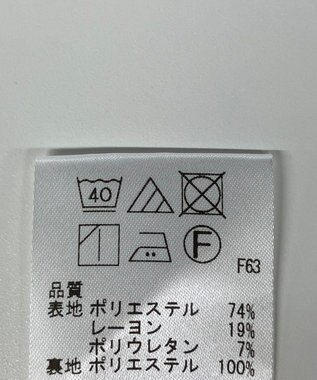 40
F
F63
品質
表地 ポリエステル 74%
レーヨン 19%
ポリウレタン 7%
裏地 ポリエステル 100%